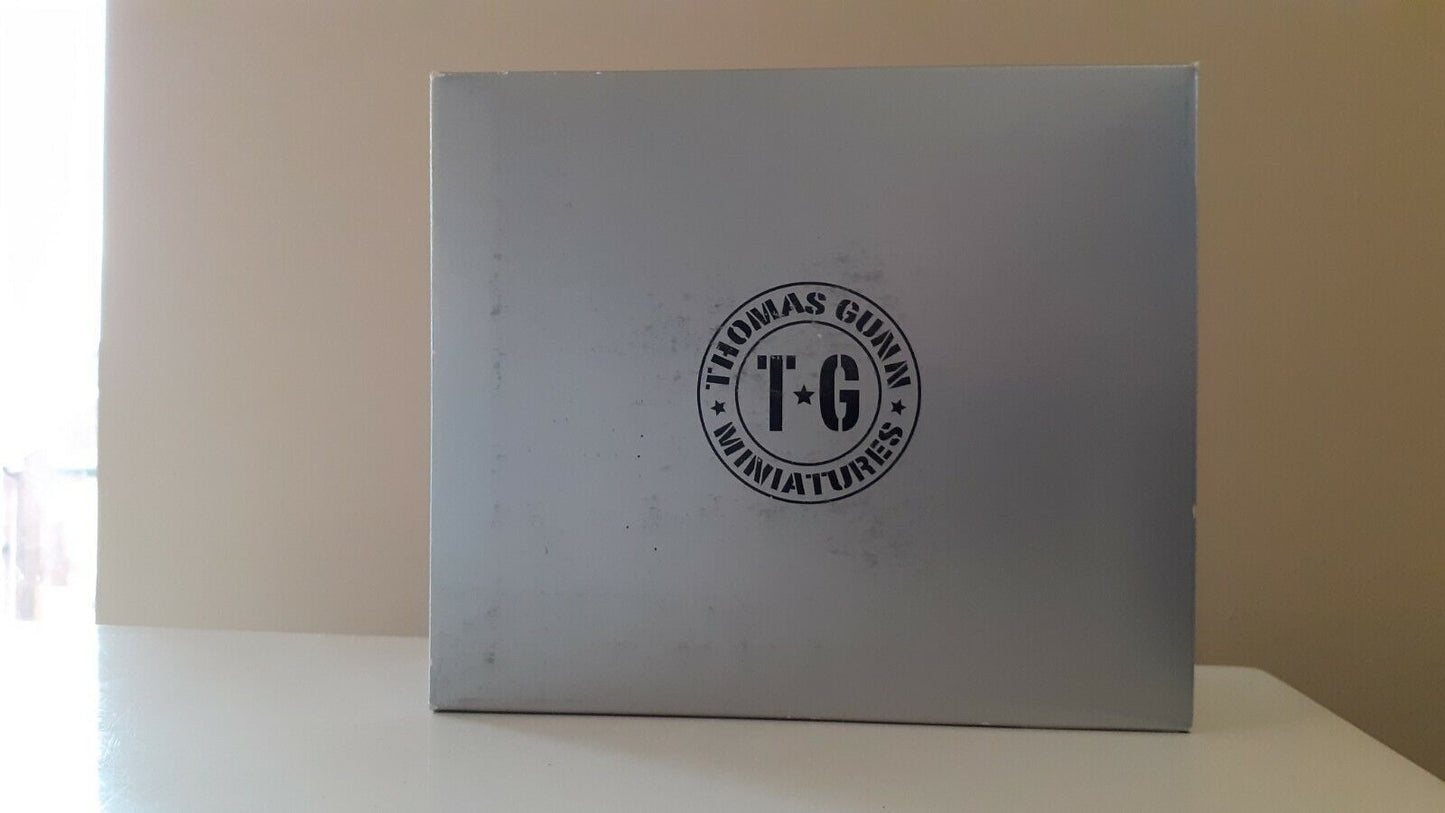 THOMAS GUNN
T★G
★ MINIATURES ★